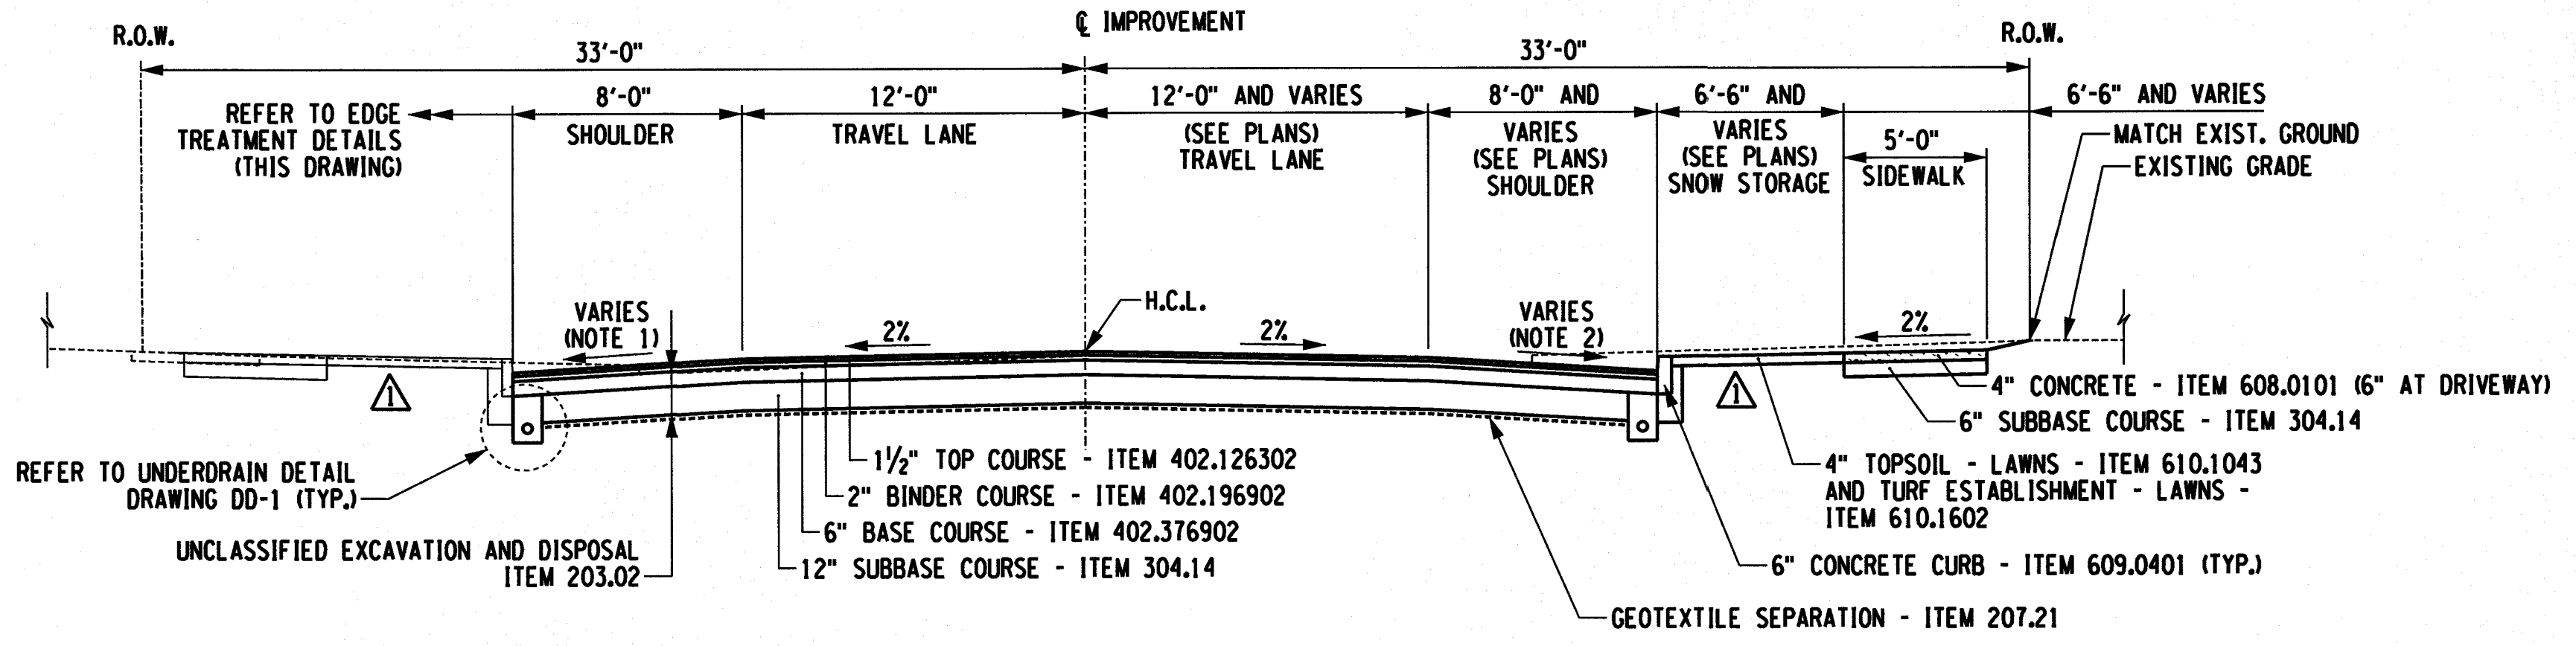 ℄ IMPROVEMENT
R.O.W.
R.O.W.
33'-0"
33'-0"
REFER TO EDGE
TREATMENT DETAILS
(THIS DRAWING)
8'-0"
SHOULDER
12'-0"
TRAVEL LANE
12'-0" AND VARIES
(SEE PLANS)
TRAVEL LANE
8'-0" AND
VARIES
(SEE PLANS)
SHOULDER
6'-6" AND
VARIES
(SEE PLANS)
SNOW STORAGE
5'-0"
SIDEWALK
6'-6" AND VARIES
MATCH EXIST. GROUND
EXISTING GRADE
VARIES
(NOTE 1)
2%
H.C.L.
2%
VARIES
(NOTE 2)
2%
1
1
4" CONCRETE - ITEM 608.0101 (6" AT DRIVEWAY)
6" SUBBASE COURSE - ITEM 304.14
REFER TO UNDERDRAIN DETAIL
DRAWING DD-1 (TYP.)
UNCLASSIFIED EXCAVATION AND DISPOSAL
ITEM 203.02
1½" TOP COURSE - ITEM 402.126302
2" BINDER COURSE - ITEM 402.196902
6" BASE COURSE - ITEM 402.376902
12" SUBBASE COURSE - ITEM 304.14
4" TOPSOIL - LAWNS - ITEM 610.1043
AND TURF ESTABLISHMENT - LAWNS -
ITEM 610.1602
6" CONCRETE CURB - ITEM 609.0401 (TYP.)
GEOTEXTILE SEPARATION - ITEM 207.21